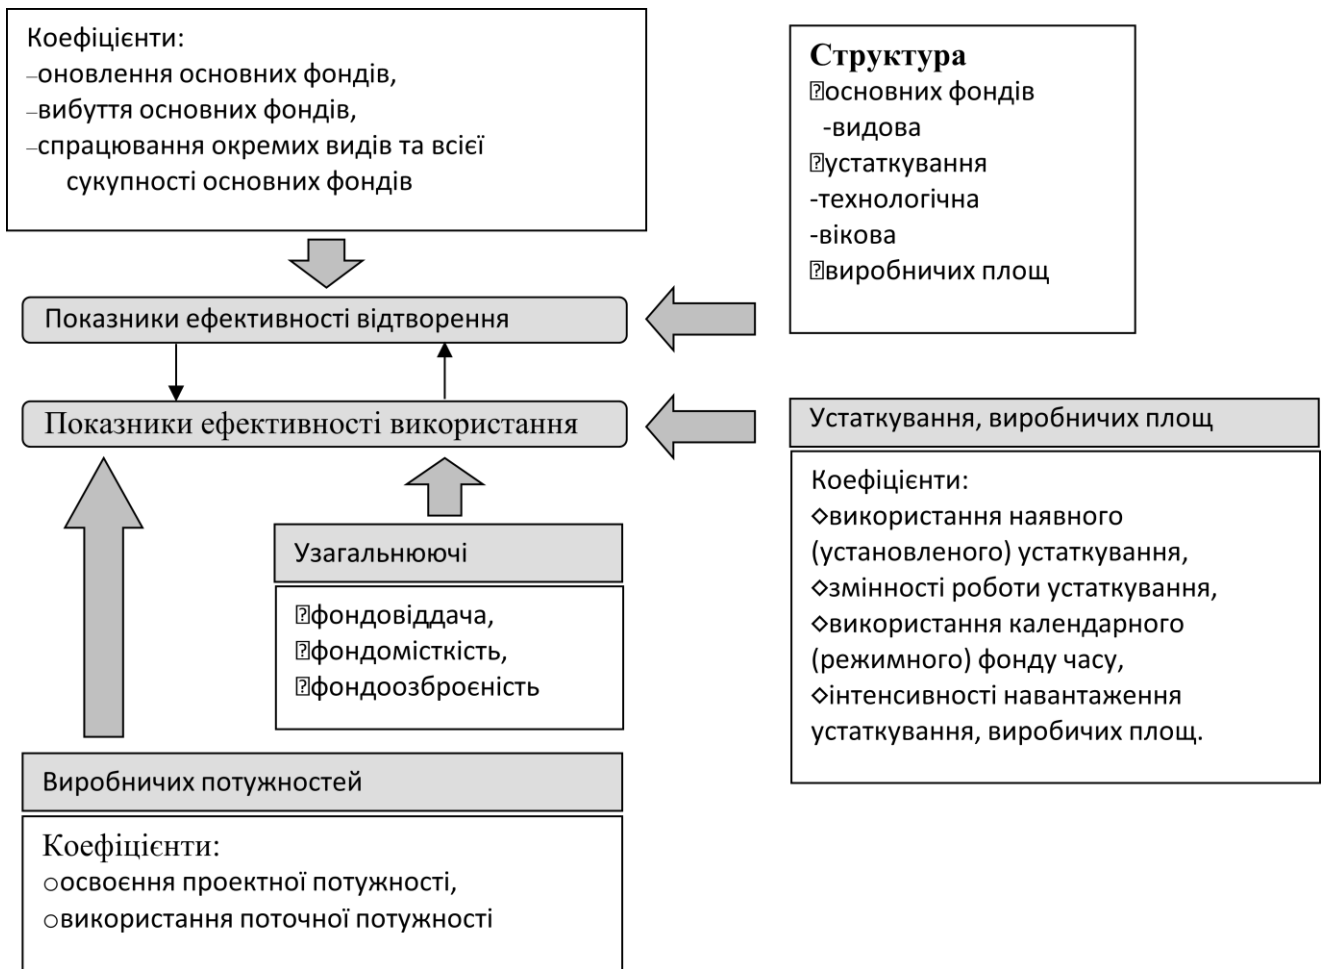 Коефіцієнти:
–оновлення основних фондів,
–вибуття основних фондів,
–спрацювання окремих видів та всієї
сукупності основних фондів
Структура
⍰основних фондів
-видова
⍰устаткування
-технологічна
-вікова
⍰виробничих площ
Показники ефективності відтворення
Показники ефективності використання
Устаткування, виробничих площ
Коефіцієнти:
◇використання наявного
(установленого) устаткування,
◇змінності роботи устаткування,
◇використання календарного
(режимного) фонду часу,
◇інтенсивності навантаження
устаткування, виробичих площ.
Узагальнюючі
⍰фондовіддача,
⍰фондомісткість,
⍰фондоозброєність
Виробничих потужностей
Коефіцієнти:
○освоєння проектної потужності,
○використання поточної потужності